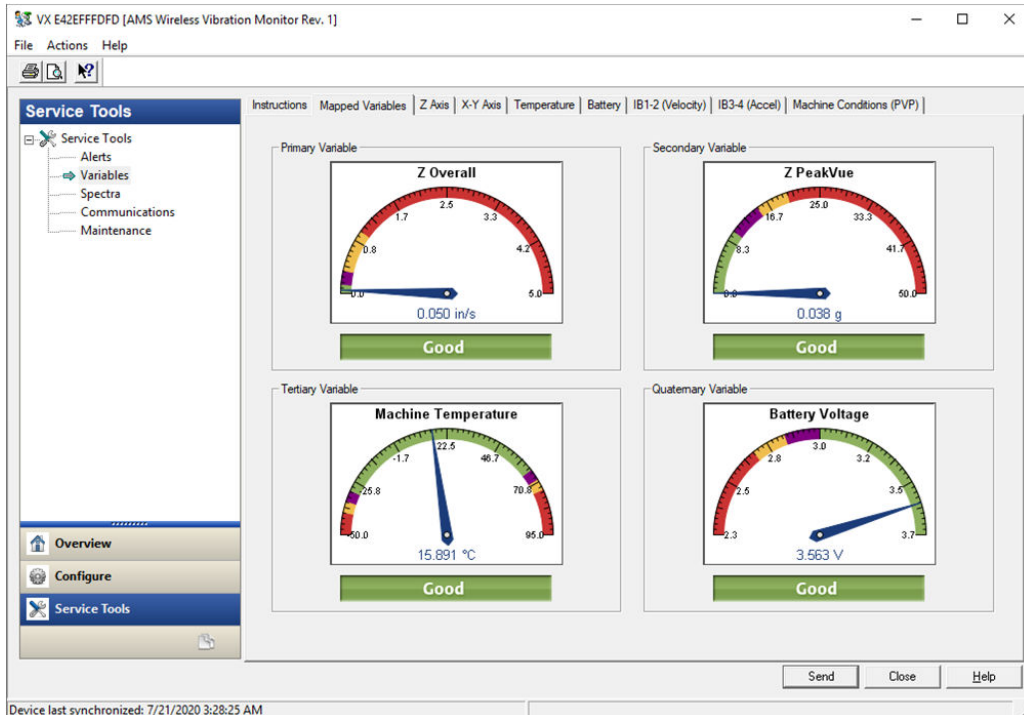 VX E42EFFFDFD [AMS Wireless Vibration Monitor Rev. 1]
File Actions Help
Service Tools
Service Tools
Alerts
Variables
Spectra
Communications
Maintenance
Overview
Configure
Service Tools
Instructions Mapped Variables Z Axis X-Y Axis Temperature Battery IB1-2 (Velocity) IB3-4 (Accel) Machine Conditions (PVP)
Primary Variable
Z Overall
0.0 0.8 1.7 2.5 3.3 4.2 5.0
0.050 in/s
Good
Secondary Variable
Z PeakVue
0.0 8.3 16.7 25.0 33.3 41.7 50.0
0.038 g
Good
Tertiary Variable
Machine Temperature
-50.0 -25.8 -1.7 22.5 46.7 70.8 95.0
15.891 °C
Good
Quaternary Variable
Battery Voltage
2.3 2.5 2.8 3.0 3.2 3.5 3.7
3.563 V
Good
Send Close Help
Device last synchronized: 7/21/2020 3:28:25 AM